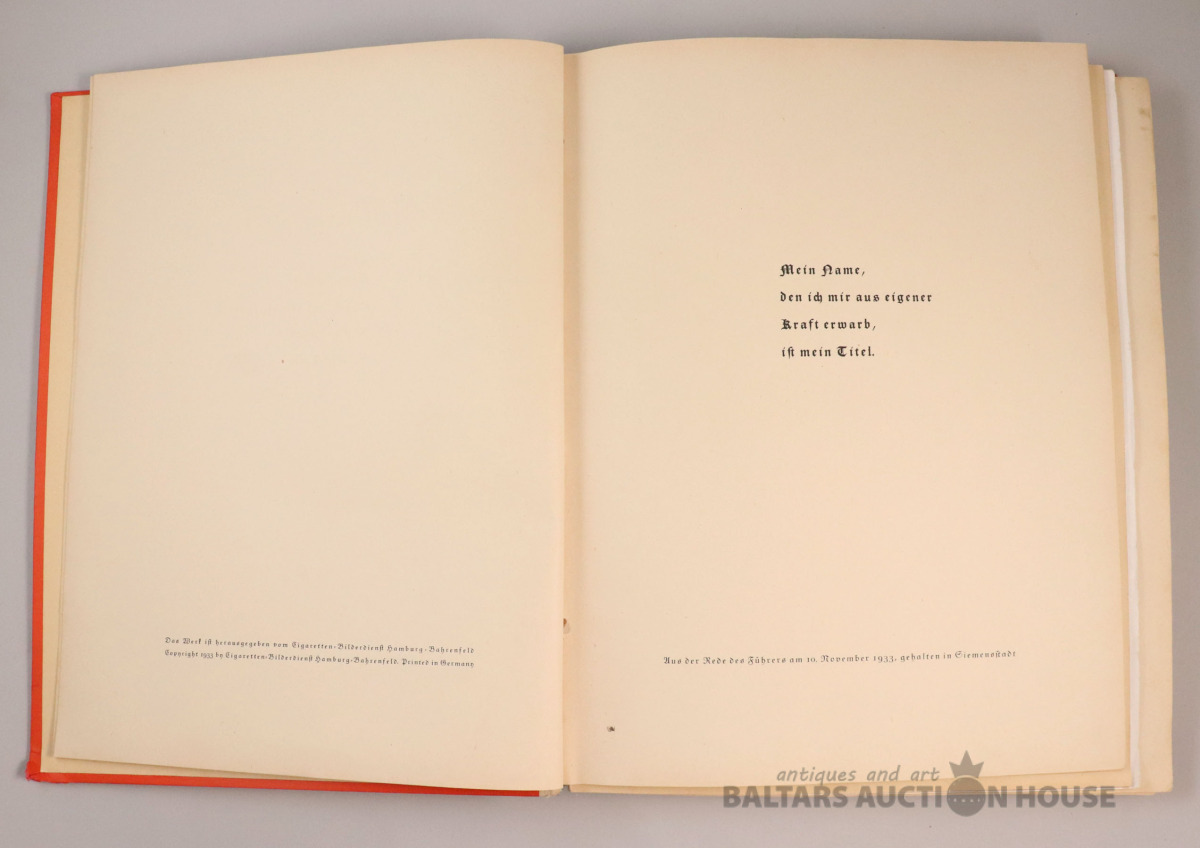 Das Werk ist herausgegeben vom Cigaretten-Bilderdienst Hamburg-Bahrenfeld
Copyright 1933 by Cigaretten-Bilderdienst Hamburg-Bahrenfeld. Printed in Germany
Mein Name,
den ich mir aus eigener
Kraft erwarb,
ist mein Titel.
Aus der Rede des Führers am 10. November 1933, gehalten in Siemensstadt
antiques and art
BALTARS AUCTION HOUSE